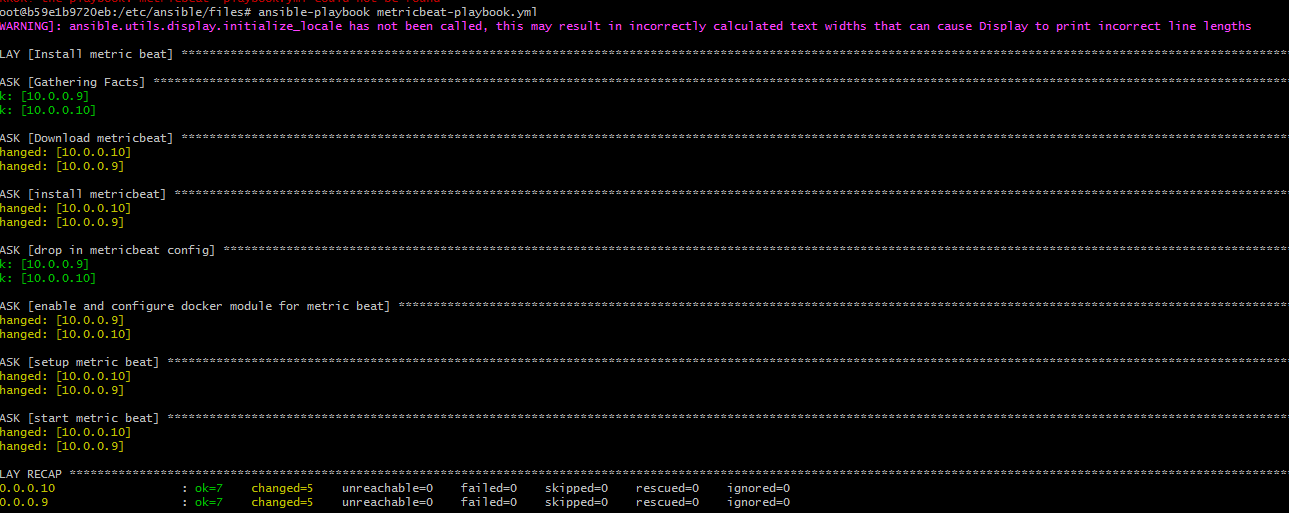 oot@b59e1b9720eb:/etc/ansible/files# ansible-playbook metricbeat-playbook.yml
WARNING]: ansible.utils.display.initialize_locale has not been called, this may result in incorrectly calculated text widths that can cause Display to print incorrect line lengths
LAY [Install metric beat] ****************************************************************************************************************************************************************
ASK [Gathering Facts] ********************************************************************************************************************************************************************
k: [10.0.0.9]
k: [10.0.0.10]
ASK [Download metricbeat] ****************************************************************************************************************************************************************
hanged: [10.0.0.10]
hanged: [10.0.0.9]
ASK [install metricbeat] *****************************************************************************************************************************************************************
hanged: [10.0.0.10]
hanged: [10.0.0.9]
ASK [drop in metricbeat config] **********************************************************************************************************************************************************
k: [10.0.0.9]
k: [10.0.0.10]
ASK [enable and configure docker module for metric beat] *********************************************************************************************************************************
hanged: [10.0.0.9]
hanged: [10.0.0.10]
ASK [setup metric beat] ******************************************************************************************************************************************************************
hanged: [10.0.0.10]
hanged: [10.0.0.9]
ASK [start metric beat] ******************************************************************************************************************************************************************
hanged: [10.0.0.10]
hanged: [10.0.0.9]
LAY RECAP ********************************************************************************************************************************************************************************
0.0.0.10 : ok=7 changed=5 unreachable=0 failed=0 skipped=0 rescued=0 ignored=0
0.0.0.9 : ok=7 changed=5 unreachable=0 failed=0 skipped=0 rescued=0 ignored=0